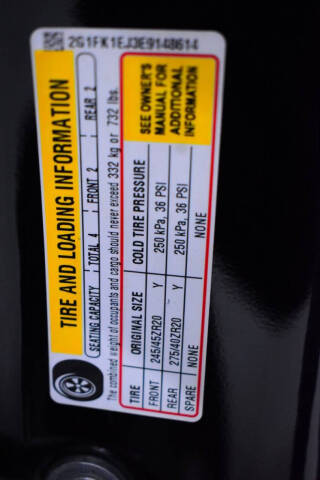 2G1FK1EJ3E9148614
TIRE AND LOADING INFORMATION
SEATING CAPACITY TOTAL 4 FRONT 2 REAR 2
The combined weight of occupants and cargo should never exceed 332 kg or 732 lbs.
TIRE ORIGINAL SIZE COLD TIRE PRESSURE
FRONT 245/45ZR20 Y 250 kPa, 36 PSI
REAR 275/40ZR20 Y 250 kPa, 36 PSI
SPARE NONE NONE
SEE OWNER'S
MANUAL FOR
ADDITIONAL
INFORMATION